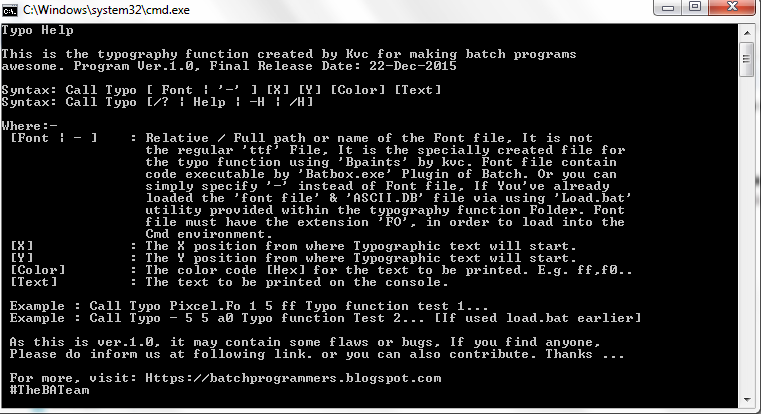 C:\Windows\system32\cmd.exe
Typo Help
This is the typography function created by Kvc for making batch programs
awesome. Program Ver.1.0, Final Release Date: 22-Dec-2015
Syntax: Call Typo [ Font ¦ '-' ] [X] [Y] [Color] [Text]
Syntax: Call Typo [/? ¦ Help ¦ -H ¦ /H]
Where:-
[Font ¦ - ] : Relative / Full path or name of the Font file, It is not
the regular 'ttf' File, It is the specially created file for
the typo function using 'Bpaints' by kvc. Font file contain
code executable by 'Batbox.exe' Plugin of Batch. Or you can
simply specify '-' instead of Font file, If You've already
loaded the 'font file' & 'ASCII.DB' file via using 'Load.bat'
utility provided within the typography function Folder. Font
file must have the extension 'FO', in order to load into the
Cmd environment.
[X] : The X position from where Typographic text will start.
[Y] : The Y position from where Typographic text will start.
[Color] : The color code [Hex] for the text to be printed. E.g. ff,f0..
[Text] : The text to be printed on the console.
Example : Call Typo Pixcel.Fo 1 5 ff Typo function test 1...
Example : Call Typo - 5 5 a0 Typo function Test 2... [If used load.bat earlier]
As this is ver.1.0, it may contain some flaws or bugs, If you find anyone,
Please do inform us at following link. or you can also contribute. Thanks ...
For more, visit: Https://batchprogrammers.blogspot.com
#TheBATeam